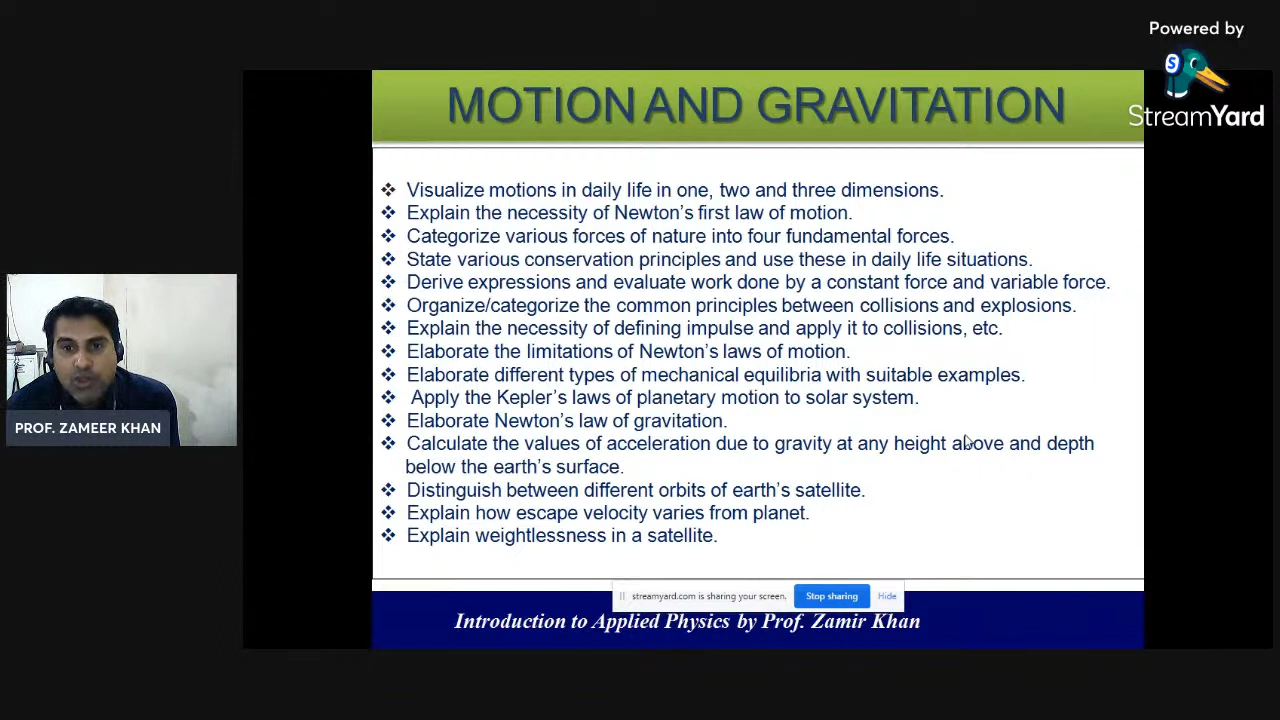 Powered by
S
StreamYard
MOTION AND GRAVITATION
❖ Visualize motions in daily life in one, two and three dimensions.
❖ Explain the necessity of Newton's first law of motion.
❖ Categorize various forces of nature into four fundamental forces.
❖ State various conservation principles and use these in daily life situations.
❖ Derive expressions and evaluate work done by a constant force and variable force.
❖ Organize/categorize the common principles between collisions and explosions.
❖ Explain the necessity of defining impulse and apply it to collisions, etc.
❖ Elaborate the limitations of Newton's laws of motion.
❖ Elaborate different types of mechanical equilibria with suitable examples.
❖ Apply the Kepler's laws of planetary motion to solar system.
❖ Elaborate Newton's law of gravitation.
❖ Calculate the values of acceleration due to gravity at any height above and depth
below the earth's surface.
❖ Distinguish between different orbits of earth's satellite.
❖ Explain how escape velocity varies from planet.
❖ Explain weightlessness in a satellite.
PROF. ZAMEER KHAN
streamyard.com is sharing your screen. Stop sharing Hide
Introduction to Applied Physics by Prof. Zamir Khan